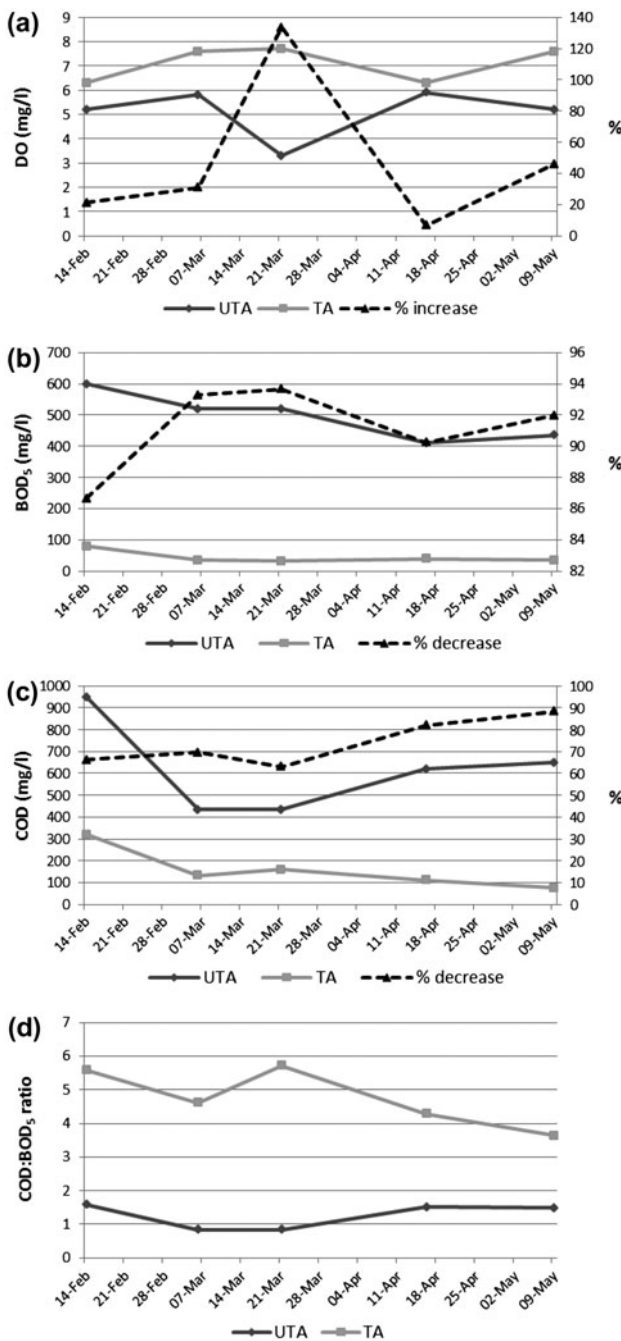 (a)
9
8
7
6
5
4
3
2
1
0
DO (mg/l)
140
120
100
80
60
40
20
0
%
14-Feb
21-Feb
28-Feb
07-Mar
14-Mar
21-Mar
28-Mar
04-Apr
11-Apr
18-Apr
25-Apr
02-May
09-May
UTA TA % increase
(b)
700
600
500
400
300
200
100
0
BOD₅ (mg/l)
96
94
92
90
88
86
84
82
%
14-Feb
21-Feb
28-Feb
07-Mar
14-Mar
21-Mar
28-Mar
04-Apr
11-Apr
18-Apr
25-Apr
02-May
09-May
UTA TA % decrease
(c)
1000
900
800
700
600
500
400
300
200
100
0
COD (mg/l)
100
90
80
70
60
50
40
30
20
10
0
%
14-Feb
21-Feb
28-Feb
07-Mar
14-Mar
21-Mar
28-Mar
04-Apr
11-Apr
18-Apr
25-Apr
02-May
09-May
UTA TA % decrease
(d)
7
6
5
4
3
2
1
0
COD:BOD₅ ratio
14-Feb
21-Feb
28-Feb
07-Mar
14-Mar
21-Mar
28-Mar
04-Apr
11-Apr
18-Apr
25-Apr
02-May
09-May
UTA TA